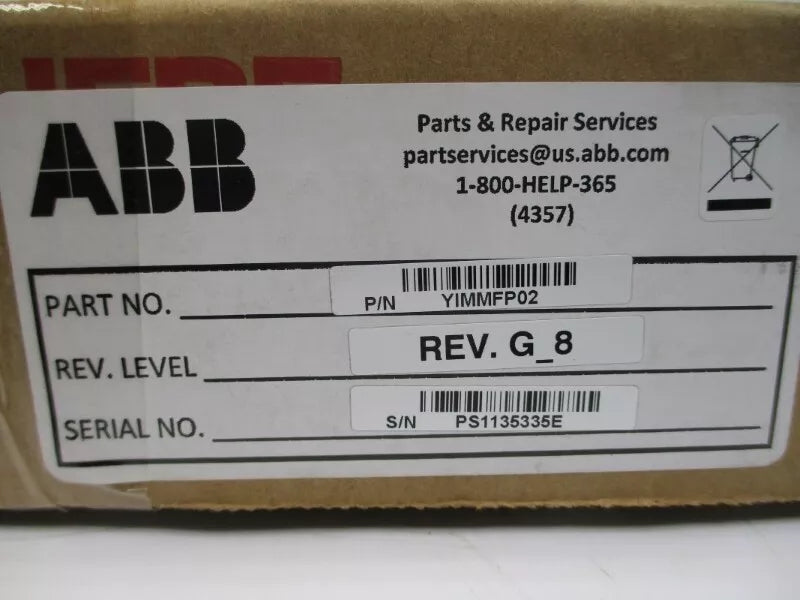 ABB
Parts & Repair Services
partservices@us.abb.com
1-800-HELP-365
(4357)
PART NO.
P/N YIMMFP02
REV. LEVEL
REV. G_8
SERIAL NO.
S/N PS1135335E